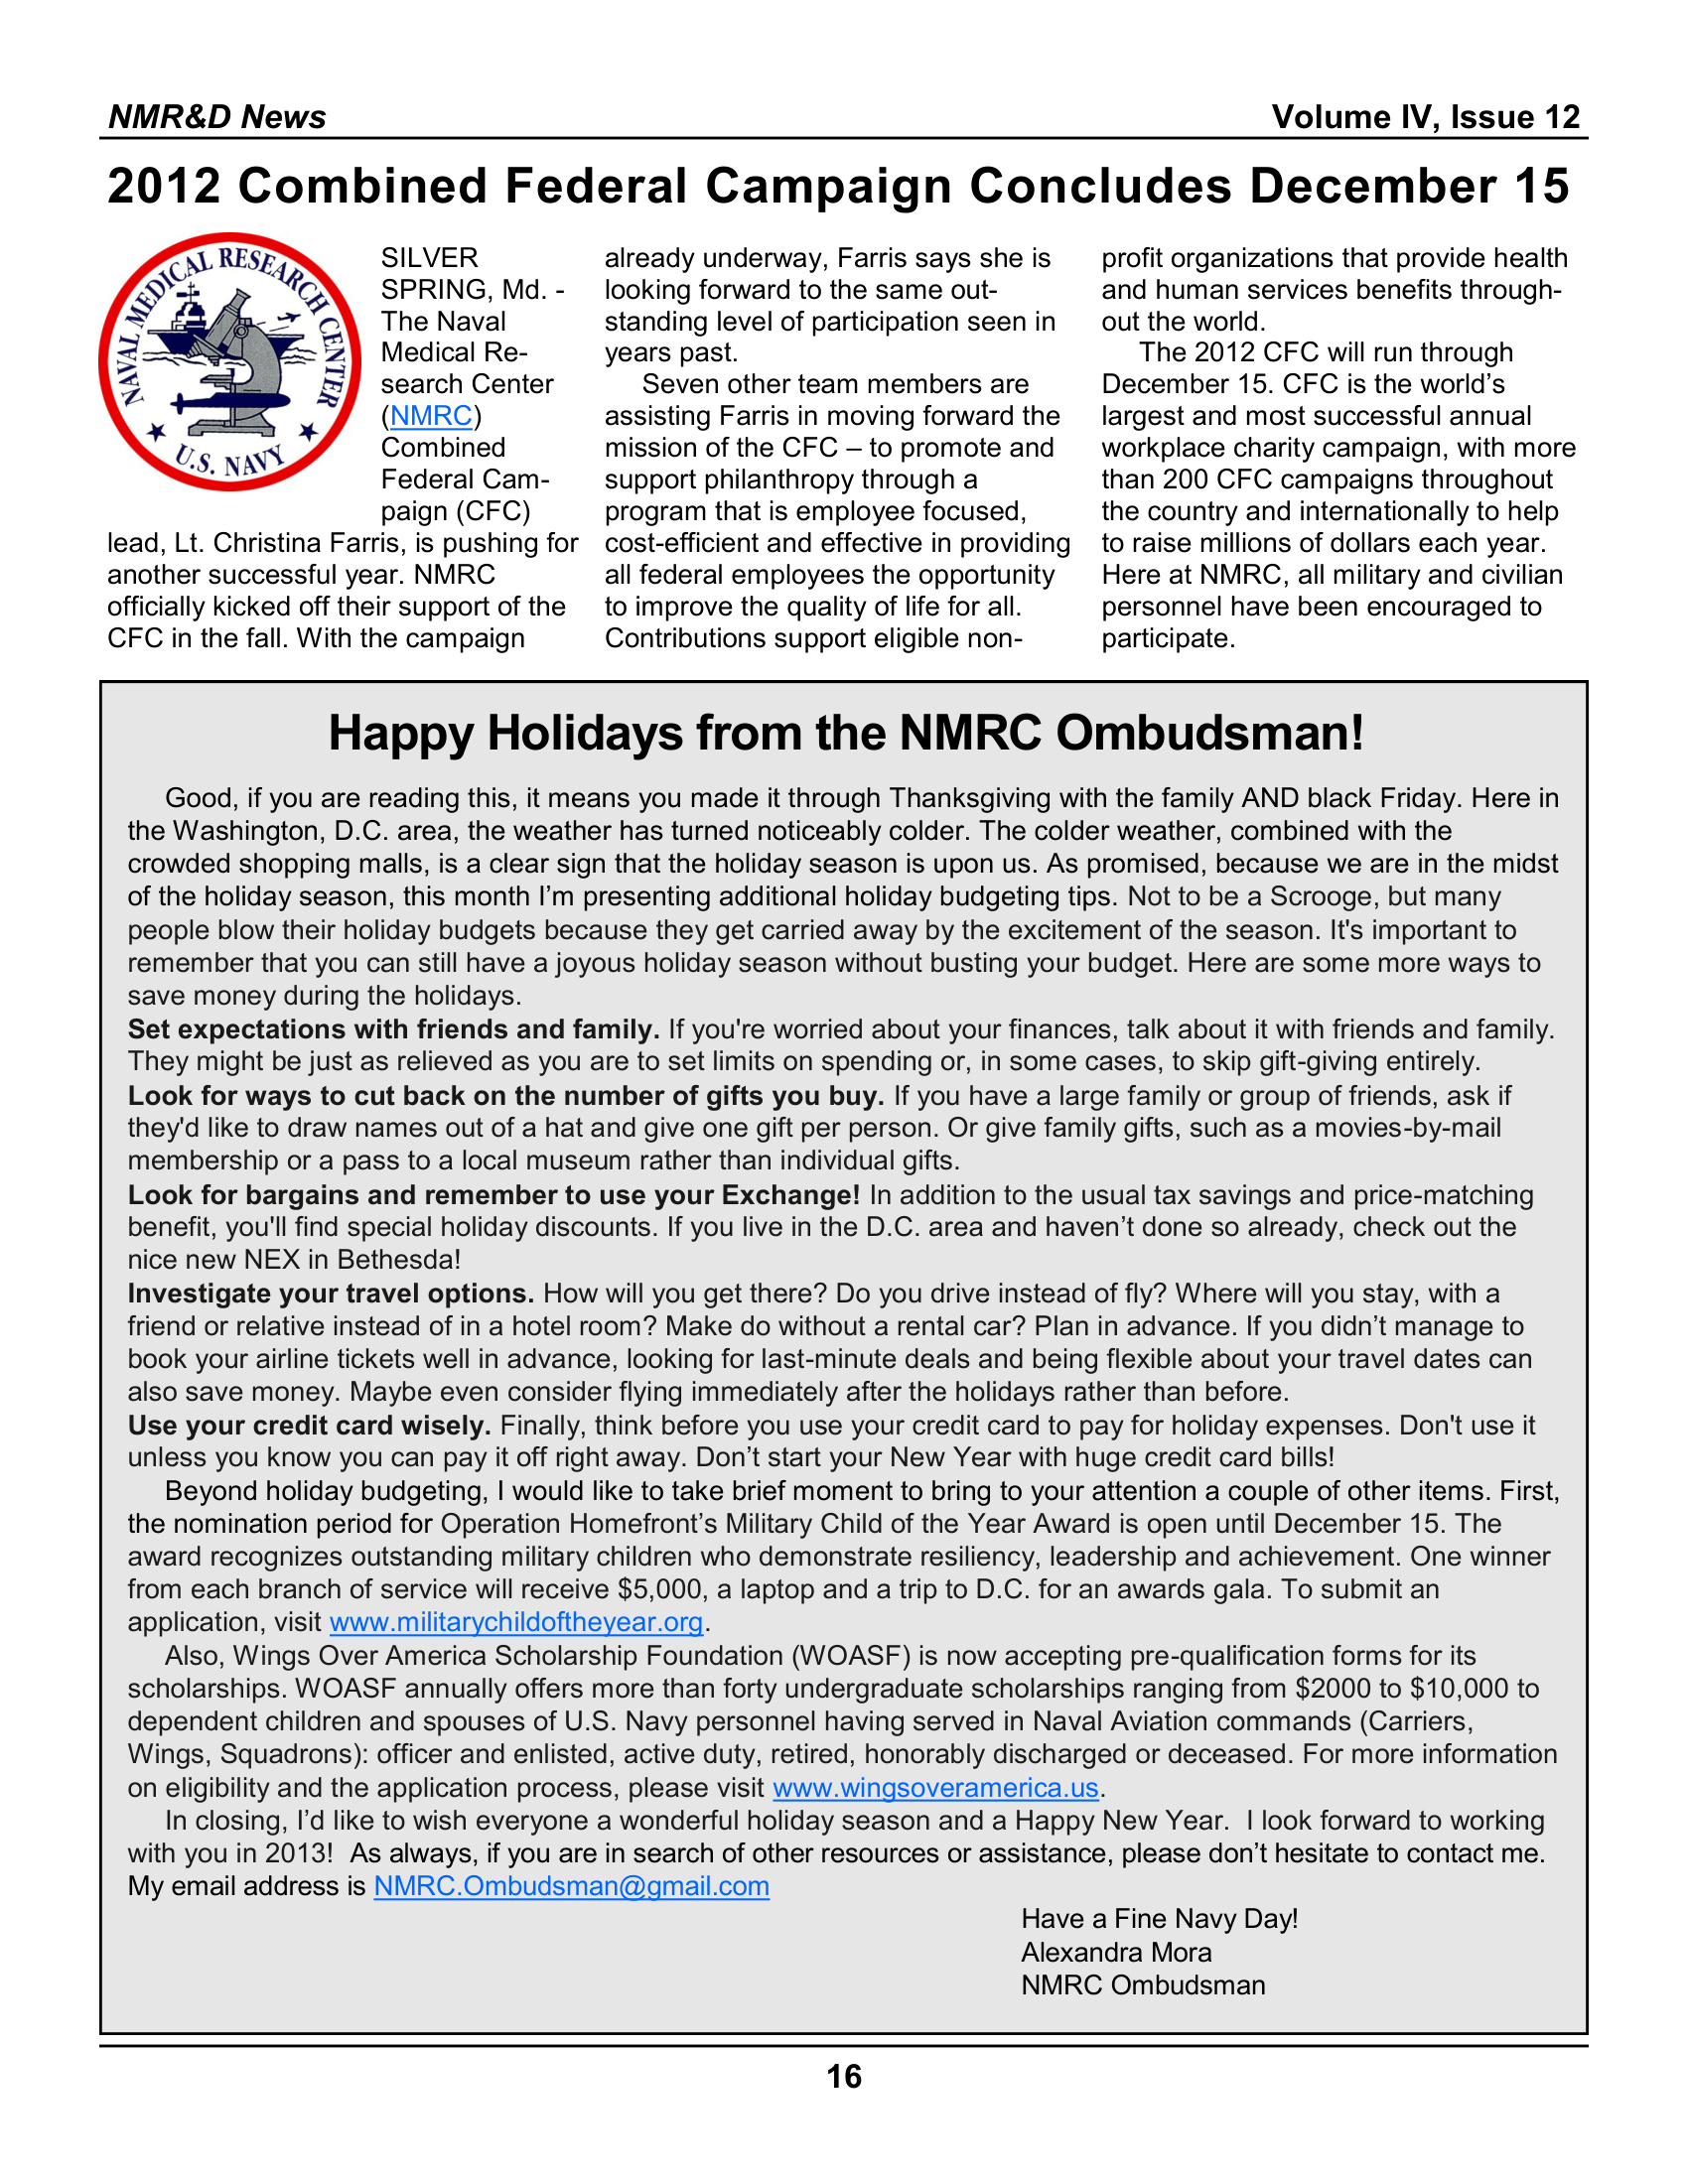 NMR&D News
Volume IV, Issue 12
2012 Combined Federal Campaign Concludes December 15
NAVAL MEDICAL RESEARCH CENTER
U.S. NAVY
SILVER
SPRING, Md. -
The Naval
Medical Re-
search Center
(NMRC)
Combined
Federal Cam-
paign (CFC)
lead, Lt. Christina Farris, is pushing for
another successful year. NMRC
officially kicked off their support of the
CFC in the fall. With the campaign
already underway, Farris says she is
looking forward to the same out-
standing level of participation seen in
years past.
Seven other team members are
assisting Farris in moving forward the
mission of the CFC – to promote and
support philanthropy through a
program that is employee focused,
cost-efficient and effective in providing
all federal employees the opportunity
to improve the quality of life for all.
Contributions support eligible non-
profit organizations that provide health
and human services benefits through-
out the world.
The 2012 CFC will run through
December 15. CFC is the world's
largest and most successful annual
workplace charity campaign, with more
than 200 CFC campaigns throughout
the country and internationally to help
to raise millions of dollars each year.
Here at NMRC, all military and civilian
personnel have been encouraged to
participate.
Happy Holidays from the NMRC Ombudsman!
Good, if you are reading this, it means you made it through Thanksgiving with the family AND black Friday. Here in
the Washington, D.C. area, the weather has turned noticeably colder. The colder weather, combined with the
crowded shopping malls, is a clear sign that the holiday season is upon us. As promised, because we are in the midst
of the holiday season, this month I'm presenting additional holiday budgeting tips. Not to be a Scrooge, but many
people blow their holiday budgets because they get carried away by the excitement of the season. It's important to
remember that you can still have a joyous holiday season without busting your budget. Here are some more ways to
save money during the holidays.
Set expectations with friends and family. If you're worried about your finances, talk about it with friends and family.
They might be just as relieved as you are to set limits on spending or, in some cases, to skip gift-giving entirely.
Look for ways to cut back on the number of gifts you buy. If you have a large family or group of friends, ask if
they'd like to draw names out of a hat and give one gift per person. Or give family gifts, such as a movies-by-mail
membership or a pass to a local museum rather than individual gifts.
Look for bargains and remember to use your Exchange! In addition to the usual tax savings and price-matching
benefit, you'll find special holiday discounts. If you live in the D.C. area and haven't done so already, check out the
nice new NEX in Bethesda!
Investigate your travel options. How will you get there? Do you drive instead of fly? Where will you stay, with a
friend or relative instead of in a hotel room? Make do without a rental car? Plan in advance. If you didn't manage to
book your airline tickets well in advance, looking for last-minute deals and being flexible about your travel dates can
also save money. Maybe even consider flying immediately after the holidays rather than before.
Use your credit card wisely. Finally, think before you use your credit card to pay for holiday expenses. Don't use it
unless you know you can pay it off right away. Don't start your New Year with huge credit card bills!
Beyond holiday budgeting, I would like to take brief moment to bring to your attention a couple of other items. First,
the nomination period for Operation Homefront's Military Child of the Year Award is open until December 15. The
award recognizes outstanding military children who demonstrate resiliency, leadership and achievement. One winner
from each branch of service will receive $5,000, a laptop and a trip to D.C. for an awards gala. To submit an
application, visit www.militarychildoftheyear.org.
Also, Wings Over America Scholarship Foundation (WOASF) is now accepting pre-qualification forms for its
scholarships. WOASF annually offers more than forty undergraduate scholarships ranging from $2000 to $10,000 to
dependent children and spouses of U.S. Navy personnel having served in Naval Aviation commands (Carriers,
Wings, Squadrons): officer and enlisted, active duty, retired, honorably discharged or deceased. For more information
on eligibility and the application process, please visit www.wingsoveramerica.us.
In closing, I'd like to wish everyone a wonderful holiday season and a Happy New Year.  I look forward to working
with you in 2013!  As always, if you are in search of other resources or assistance, please don't hesitate to contact me.
My email address is NMRC.Ombudsman@gmail.com
Have a Fine Navy Day!
Alexandra Mora
NMRC Ombudsman
16